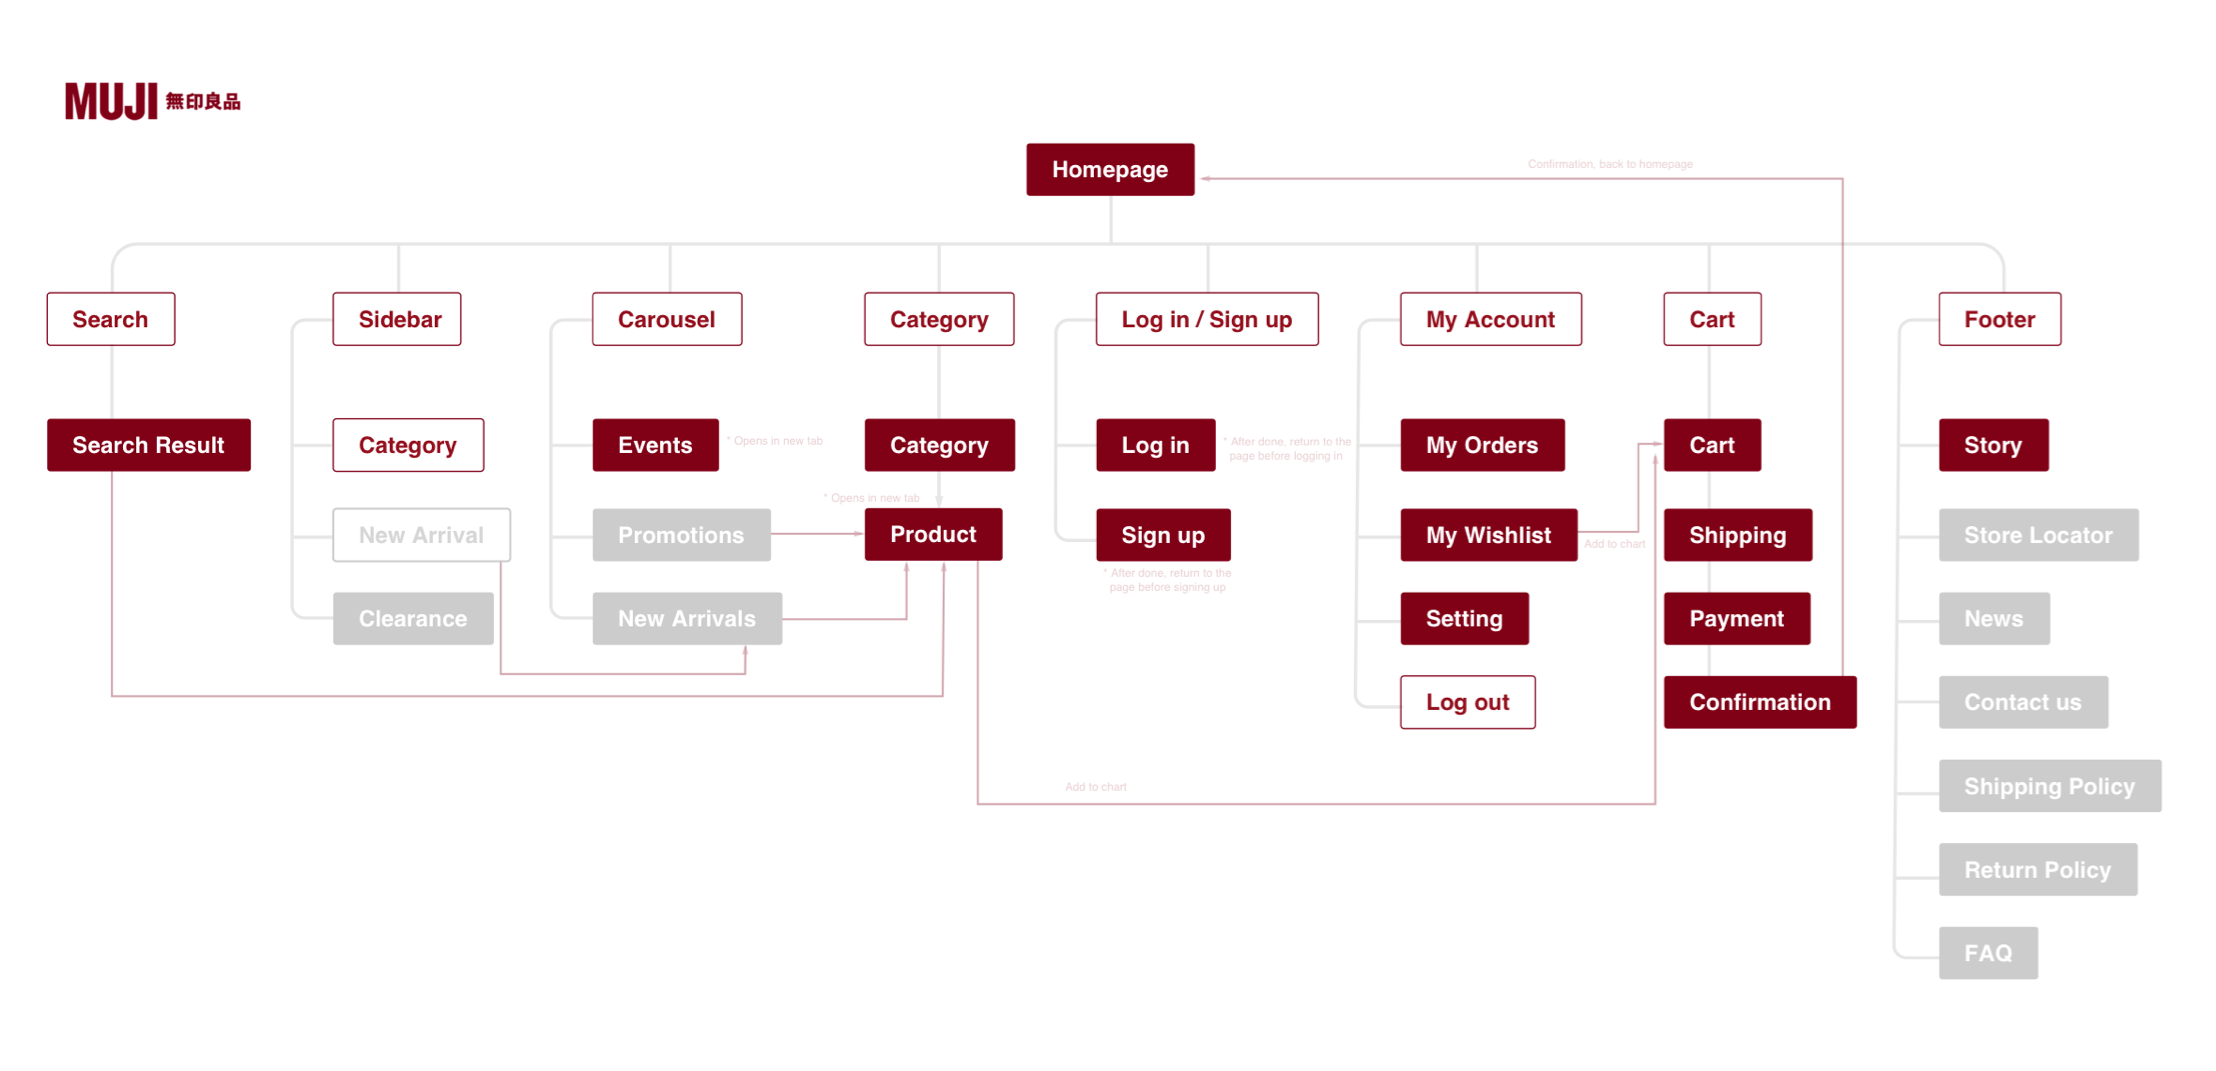 MUJI 無印良品
Homepage
Confirmation, back to homepage
Search
Sidebar
Carousel
Category
Log in / Sign up
My Account
Cart
Footer
Search Result
Category
Events
* Opens in new tab
Category
Log in
* After done, return to the
page before logging in
My Orders
Cart
Story
* Opens in new tab
New Arrival
Promotions
Product
Sign up
My Wishlist
Add to chart
Shipping
Store Locator
* After done, return to the
page before signing up
Clearance
New Arrivals
Setting
Payment
News
Log out
Confirmation
Contact us
Add to chart
Shipping Policy
Return Policy
FAQ